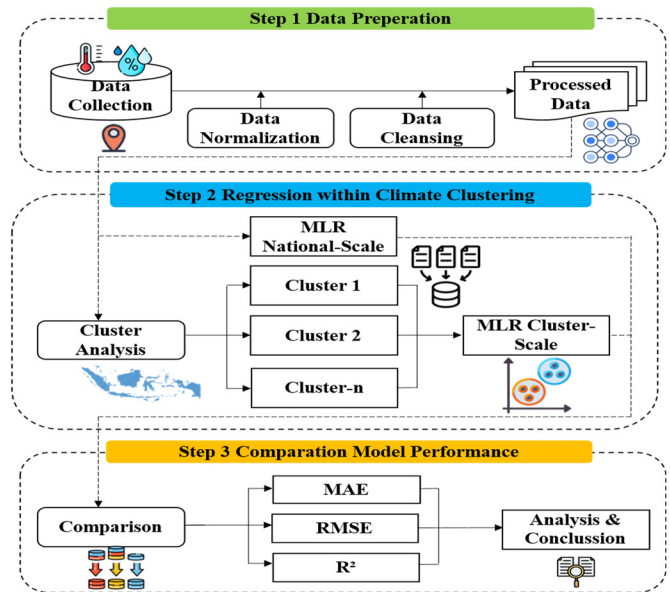 Step 1 Data Preperation
Data
Collection
Data
Normalization
Data
Cleansing
Processed
Data
Step 2 Regression within Climate Clustering
MLR
National-Scale
Cluster 1
Cluster
Analysis
Cluster 2
MLR Cluster-
Scale
Cluster-n
Step 3 Comparation Model Performance
MAE
Comparison
RMSE
Analysis &
Conclussion
R²